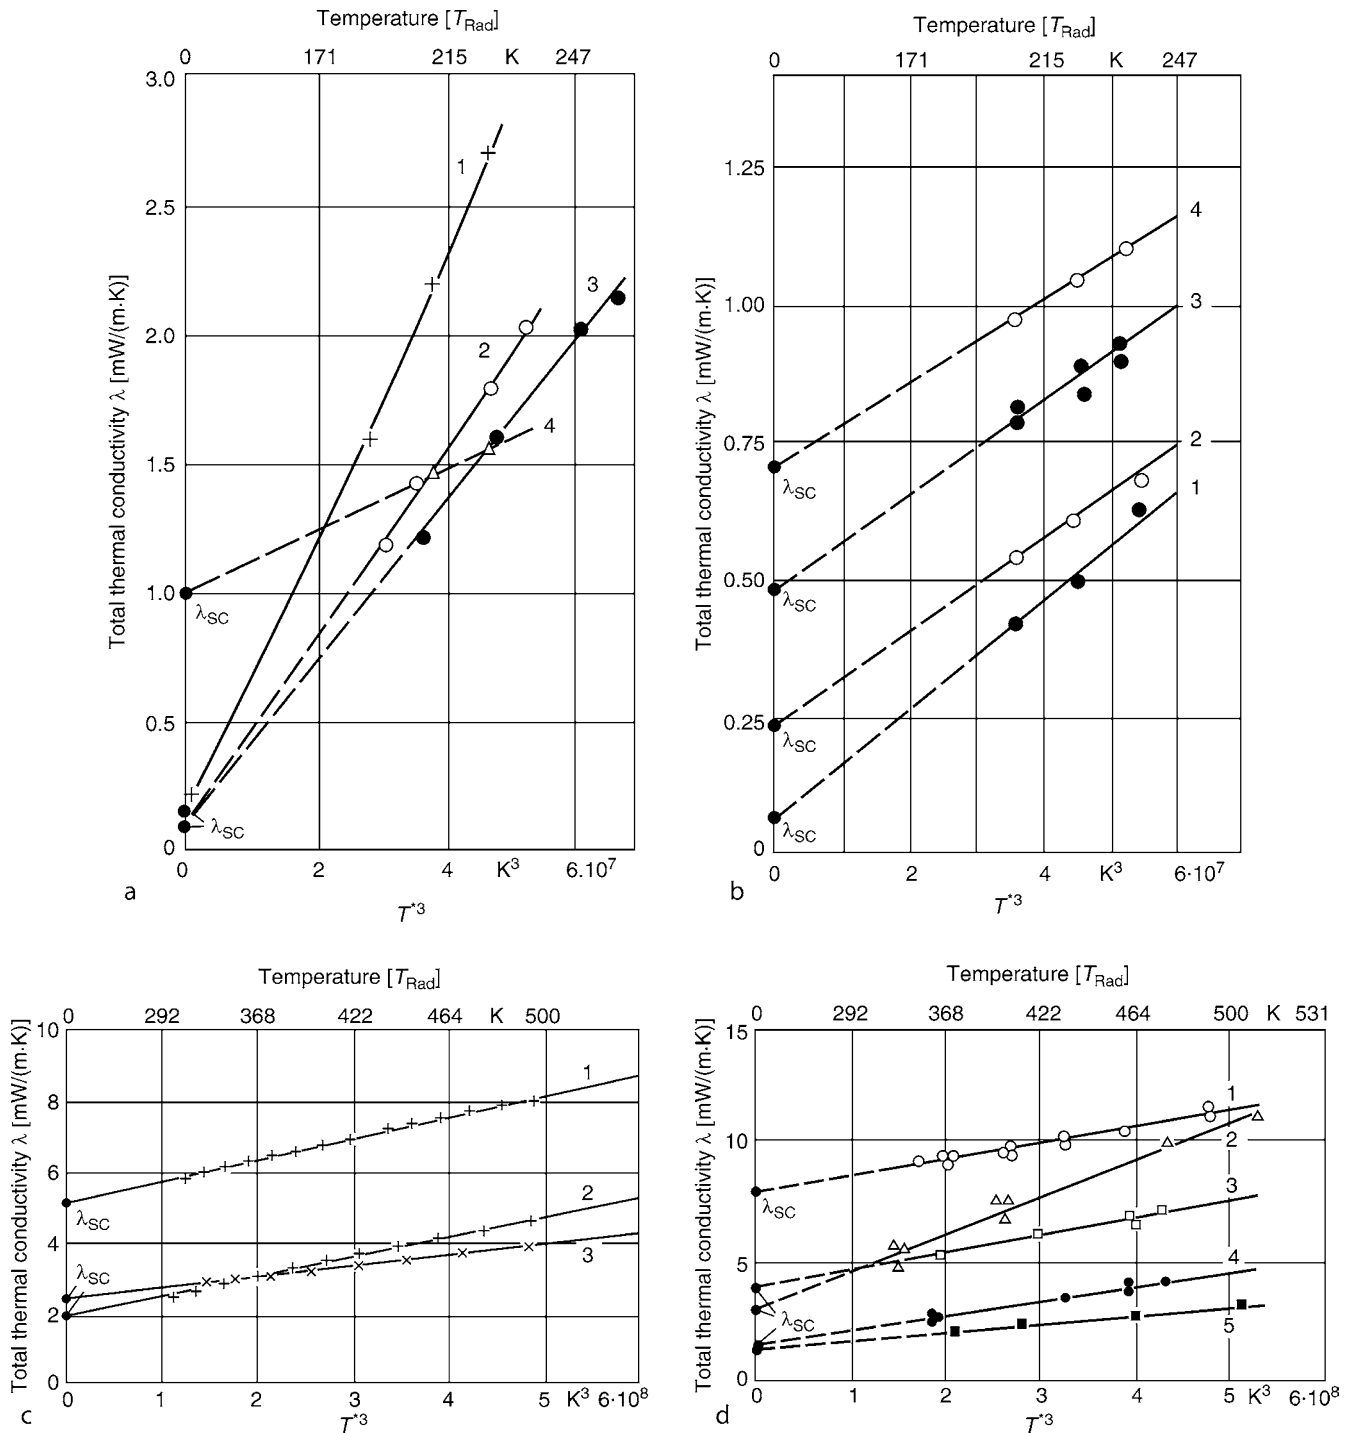 Temperature [T_Rad]
0 171 215 K 247
Total thermal conductivity λ [mW/(m·K)]
3.0
2.5
2.0
1.5
1.0
0.5
0
1
2
3
4
λ_SC
λ_SC
0 2 4 K³ 6.10⁷
T*³
a
Temperature [T_Rad]
0 171 215 K 247
Total thermal conductivity λ [mW/(m·K)]
1.25
1.00
0.75
0.50
0.25
0
4
3
2
1
λ_SC
λ_SC
λ_SC
λ_SC
0 2 4 K³ 6·10⁷
T*³
b
Temperature [T_Rad]
0 292 368 422 464 K 500
Total thermal conductivity λ [mW/(m·K)]
10
8
6
4
2
0
1
2
3
λ_SC
λ_SC
0 1 2 3 4 5 K³ 6·10⁸
T*³
c
Temperature [T_Rad]
0 292 368 422 464 500 K 531
Total thermal conductivity λ [mW/(m·K)]
15
10
5
0
1
2
3
4
5
λ_SC
λ_SC
0 1 2 3 4 5 K³ 6·10⁸
T*³
d